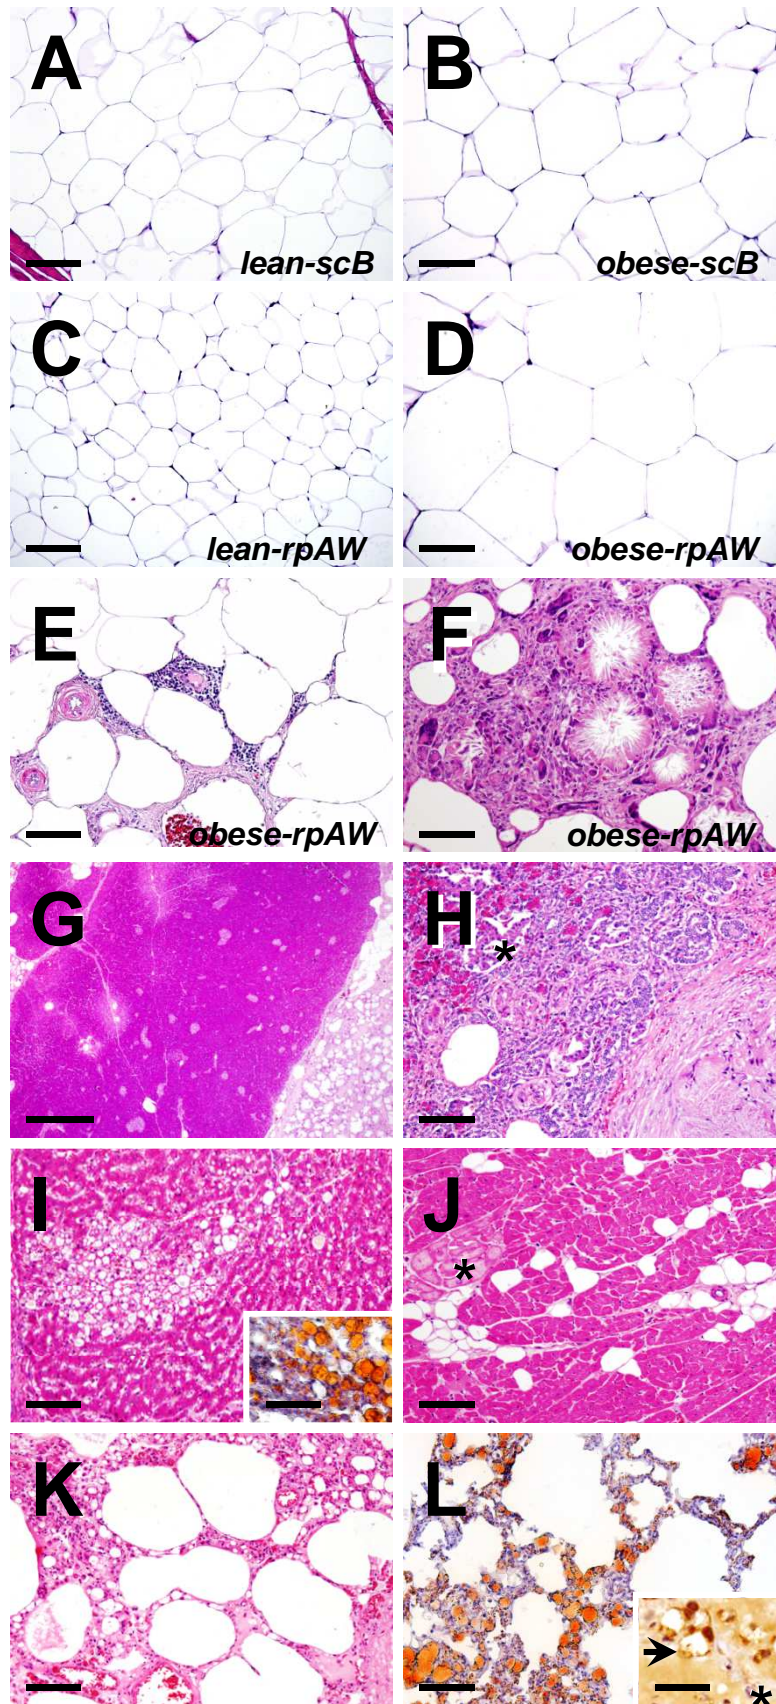 A
lean-scB
B
obese-scB
C
lean-rpAW
D
obese-rpAW
E
obese-rpAW
F
obese-rpAW
G
H
*
I
J
*
K
L
*